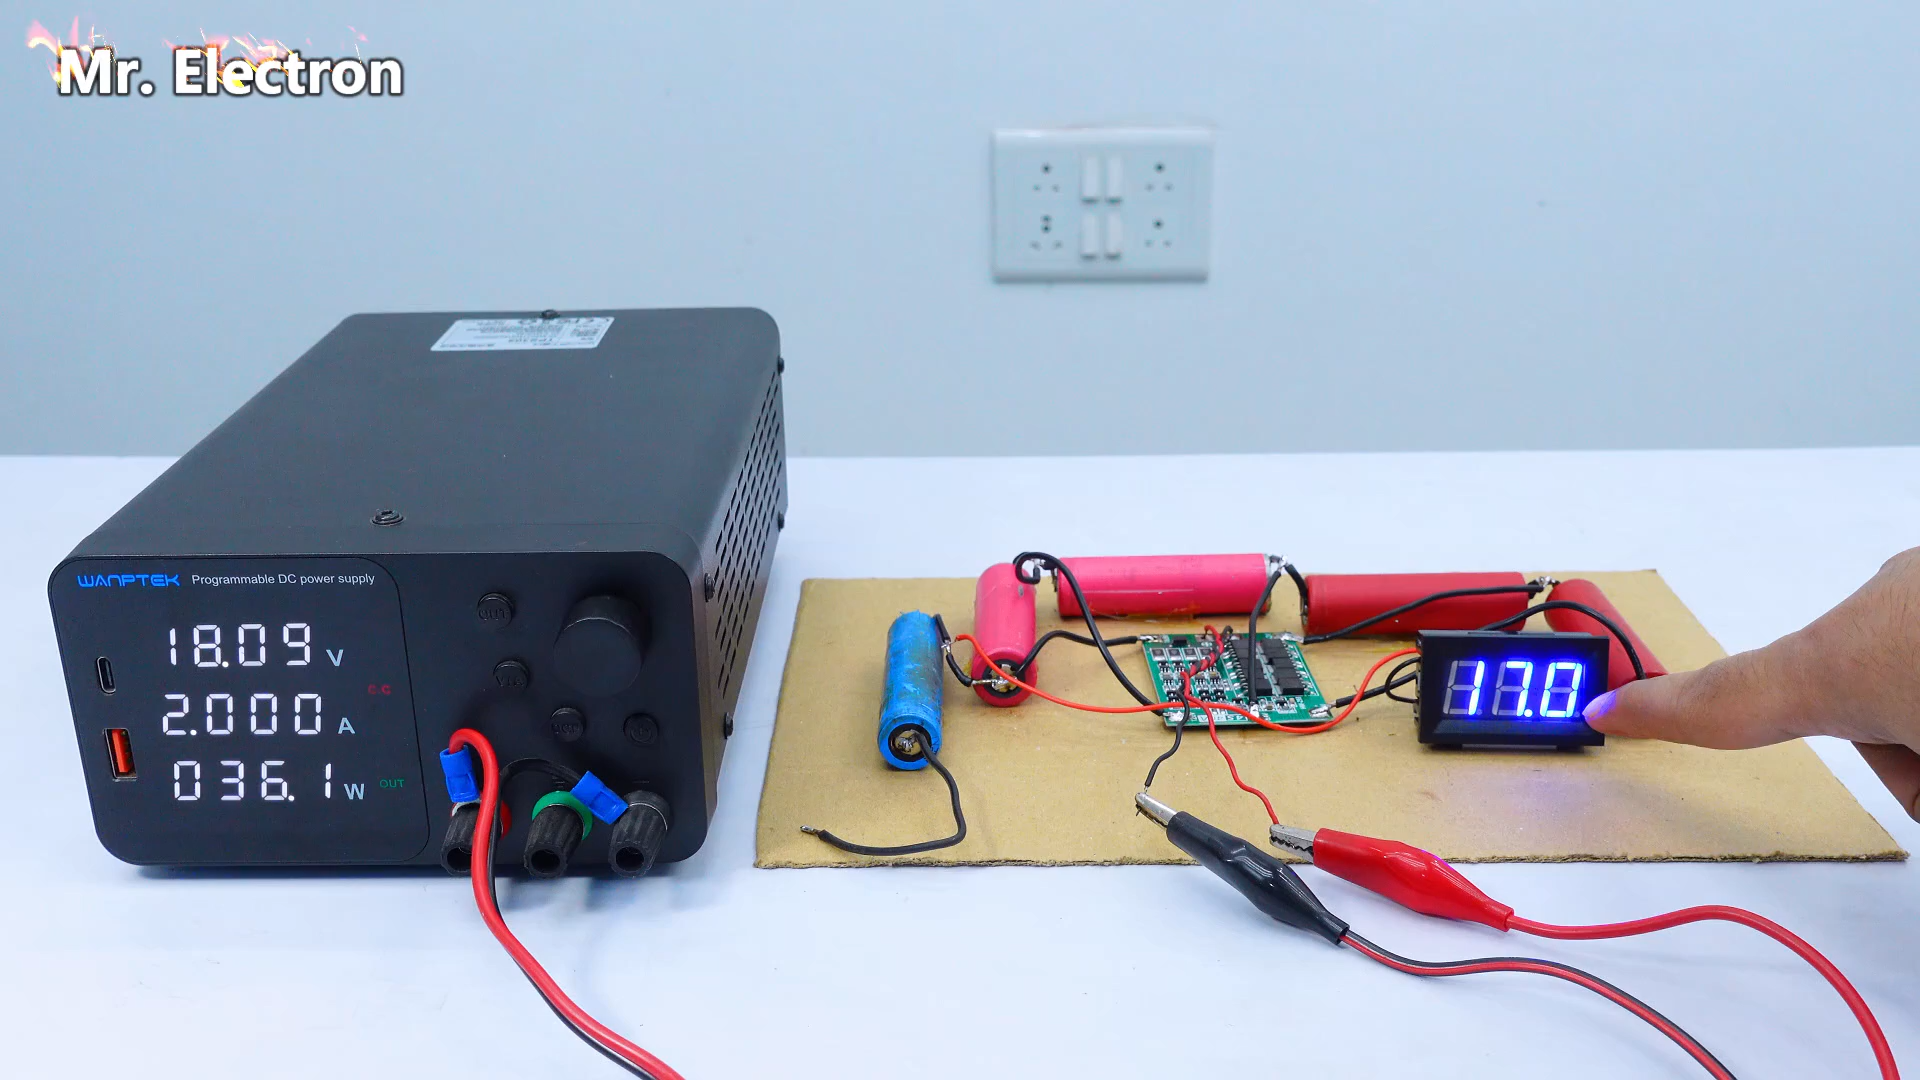 Mr. Electron
WANPTEK Programmable DC power supply
18.09 V
2.000 A
C.C
036.1 W
OUT
17.0